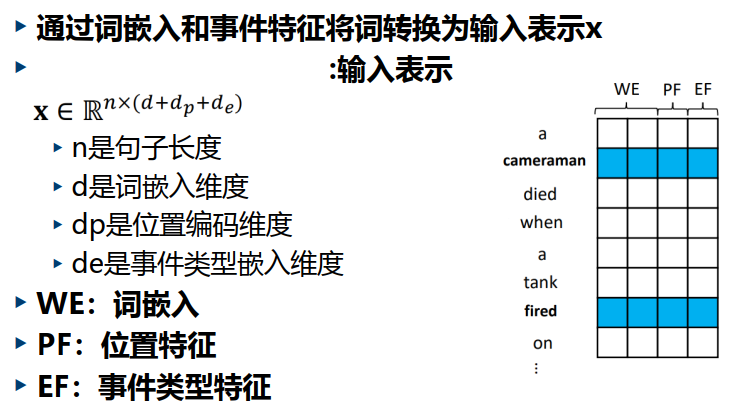 通过词嵌入和事件特征将词转换为输入表示x
:输入表示
𝐱 ∈ ℝ^{n×(d+d_p+d_e)}
n是句子长度
d是词嵌入维度
dp是位置编码维度
de是事件类型嵌入维度
WE：词嵌入
PF：位置特征
EF：事件类型特征
WE PF EF
a
cameraman
died
when
a
tank
fired
on
⋮